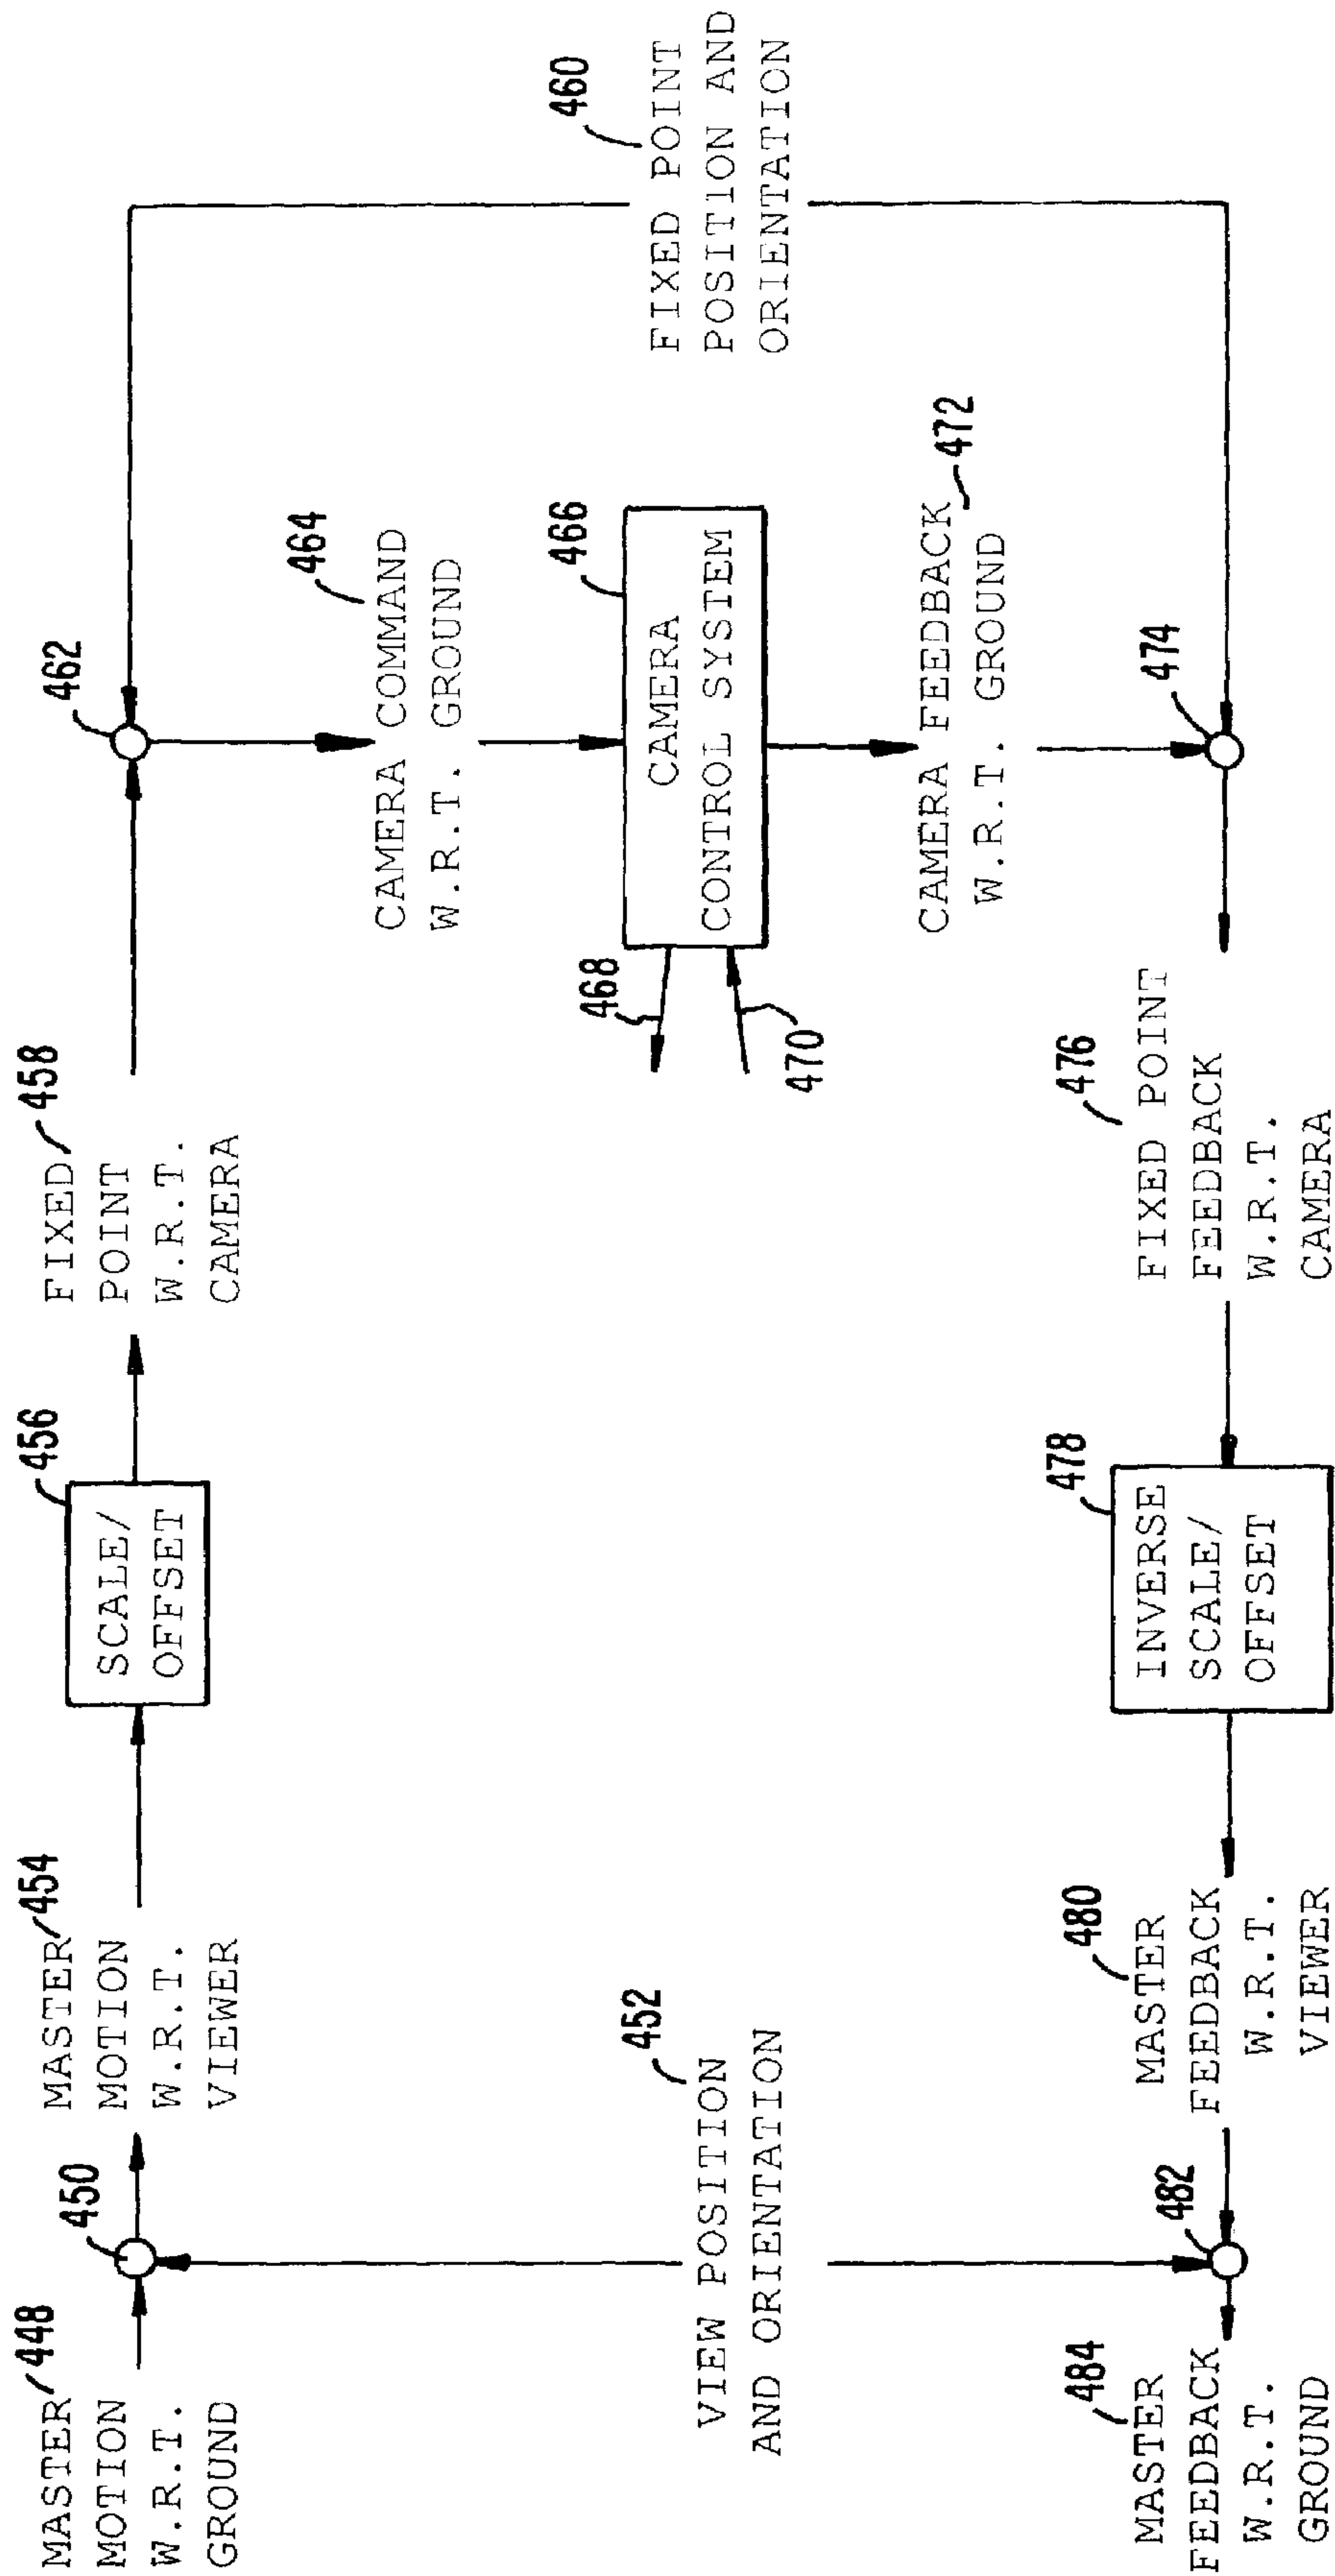 MASTER 448
MOTION
W.R.T.
GROUND
450
MASTER 454
MOTION
W.R.T.
VIEWER
456
SCALE/
OFFSET
FIXED 458
POINT
W.R.T.
CAMERA
462
464
CAMERA COMMAND
W.R.T. GROUND
460
FIXED POINT
POSITION AND
ORIENTATION
466
CAMERA
CONTROL SYSTEM
468
470
452
VIEW POSITION
AND ORIENTATION
CAMERA FEEDBACK
W.R.T. GROUND 472
474
476
FIXED POINT
FEEDBACK
W.R.T.
CAMERA
478
INVERSE
SCALE/
OFFSET
480
MASTER
FEEDBACK
W.R.T.
VIEWER
482
484
MASTER
FEEDBACK
W.R.T.
GROUND